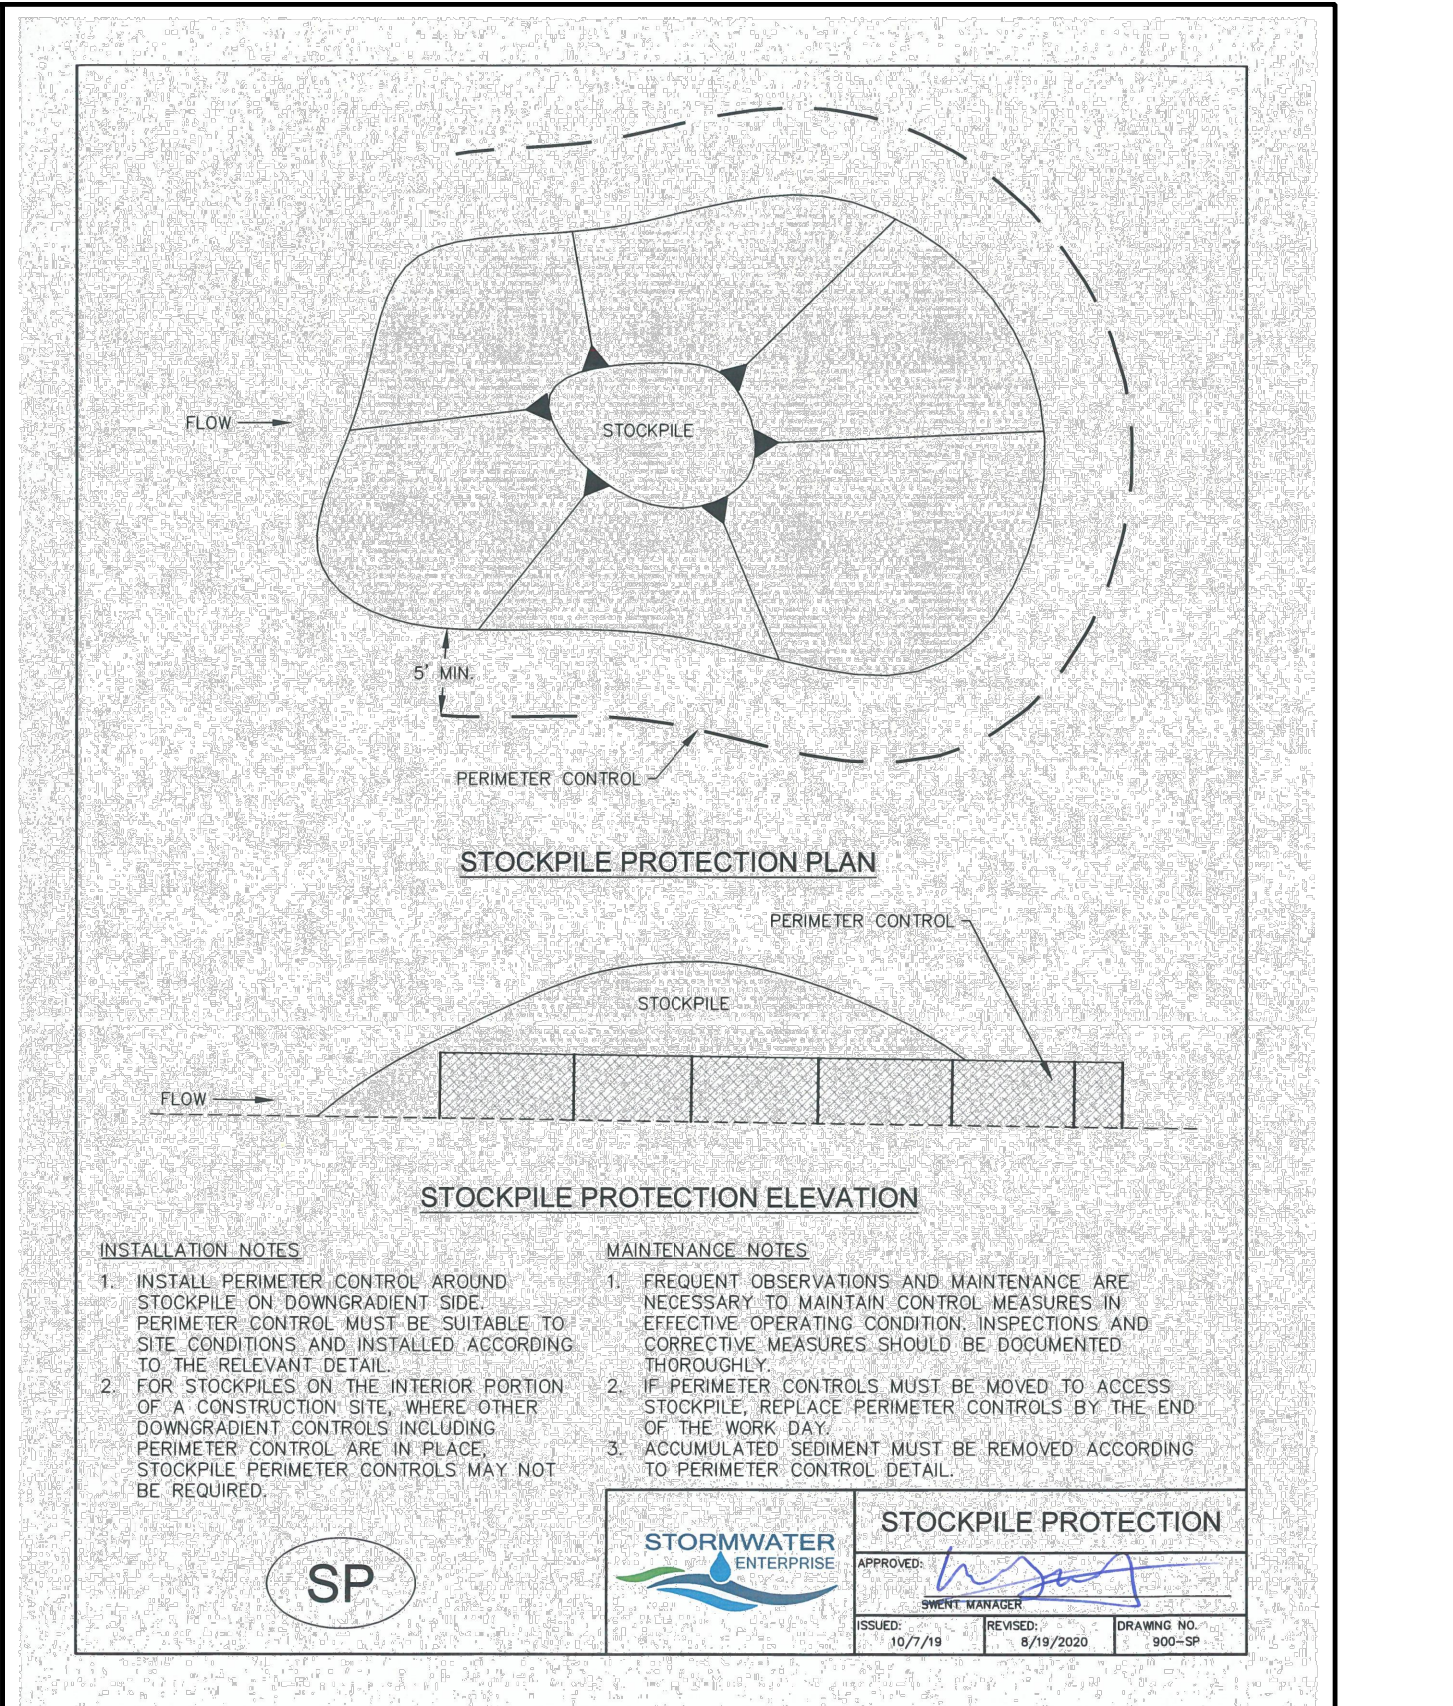 FLOW
STOCKPILE
5' MIN.
PERIMETER CONTROL
STOCKPILE PROTECTION PLAN
PERIMETER CONTROL
STOCKPILE
FLOW
STOCKPILE PROTECTION ELEVATION
INSTALLATION NOTES
1. INSTALL PERIMETER CONTROL AROUND
STOCKPILE ON DOWNGRADIENT SIDE.
PERIMETER CONTROL MUST BE SUITABLE TO
SITE CONDITIONS AND INSTALLED ACCORDING
TO THE RELEVANT DETAIL.
2. FOR STOCKPILES ON THE INTERIOR PORTION
OF A CONSTRUCTION SITE, WHERE OTHER
DOWNGRADIENT CONTROLS INCLUDING
PERIMETER CONTROL ARE IN PLACE,
STOCKPILE PERIMETER CONTROLS MAY NOT
BE REQUIRED.
MAINTENANCE NOTES
1. FREQUENT OBSERVATIONS AND MAINTENANCE ARE
NECESSARY TO MAINTAIN CONTROL MEASURES IN
EFFECTIVE OPERATING CONDITION. INSPECTIONS AND
CORRECTIVE MEASURES SHOULD BE DOCUMENTED
THOROUGHLY.
2. IF PERIMETER CONTROLS MUST BE MOVED TO ACCESS
STOCKPILE, REPLACE PERIMETER CONTROLS BY THE END
OF THE WORK DAY.
3. ACCUMULATED SEDIMENT MUST BE REMOVED ACCORDING
TO PERIMETER CONTROL DETAIL.
SP
STORMWATER
ENTERPRISE
STOCKPILE PROTECTION
APPROVED:
SWENT MANAGER
ISSUED:
10/7/19
REVISED:
8/19/2020
DRAWING NO.
900-SP